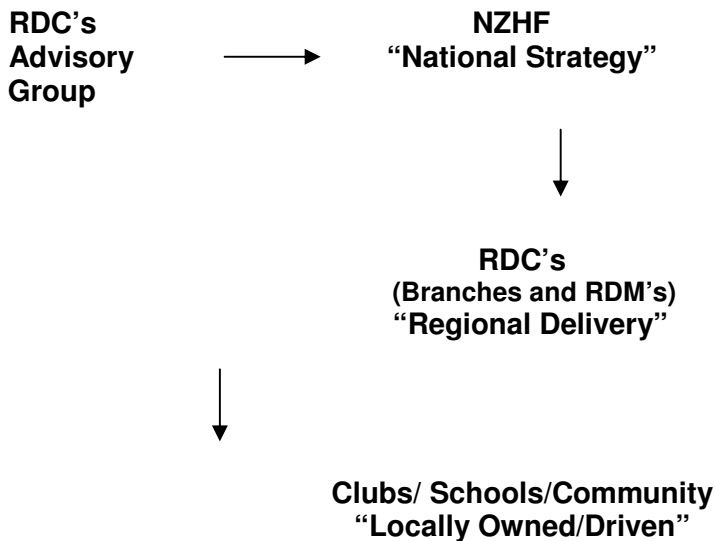 RDC's
Advisory
Group
NZHF
“National Strategy”
RDC's
(Branches and RDM's)
“Regional Delivery”
Clubs/ Schools/Community
“Locally Owned/Driven”